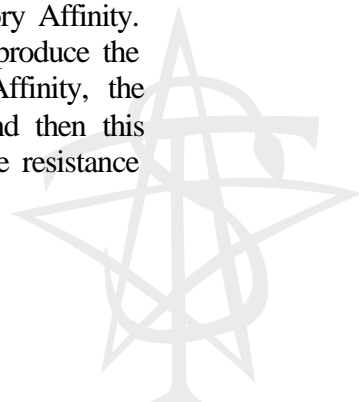 ry Affinity.
produce the
Affinity, the
nd then this
e resistance